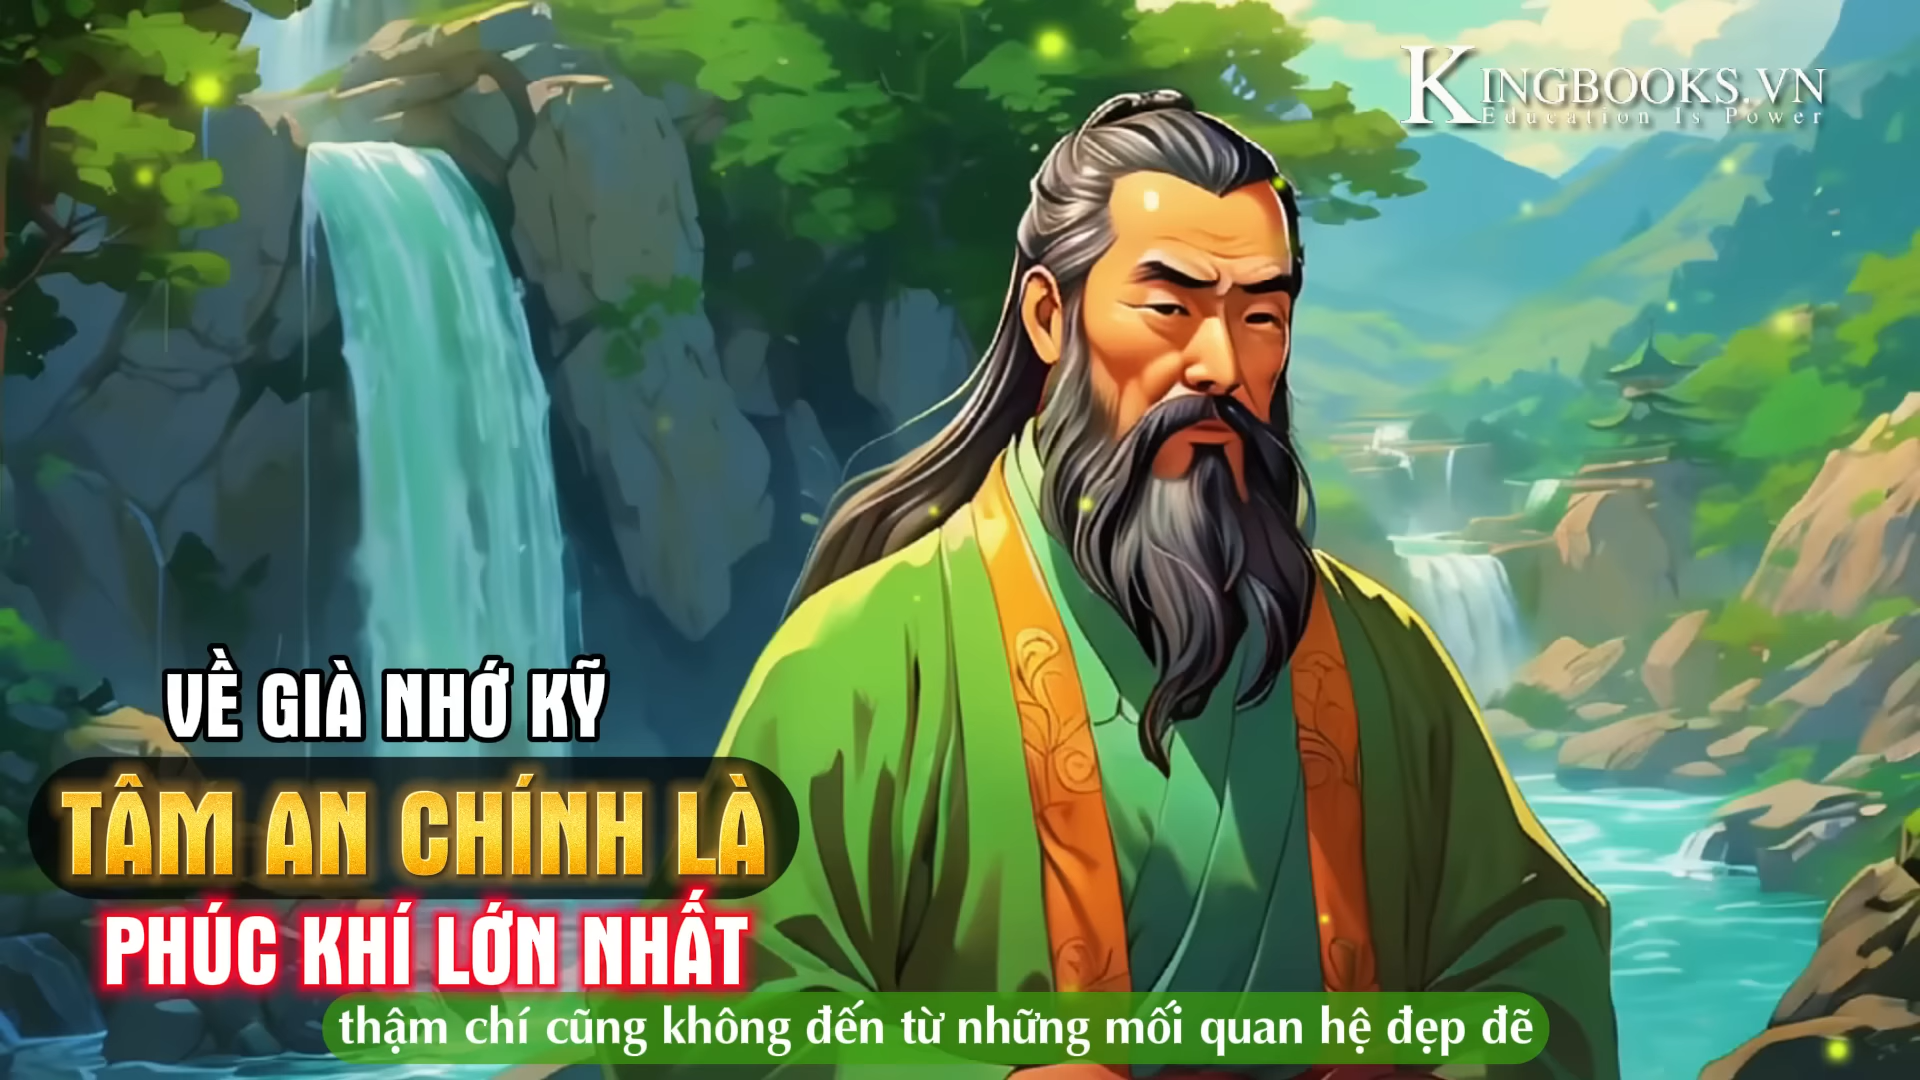 KINGBOOKS.VN
Education Is Power
VỀ GIÀ NHỚ KỸ
TÂM AN CHÍNH LÀ
PHÚC KHÍ LỚN NHẤT
thậm chí cũng không đến từ những mối quan hệ đẹp đẽ